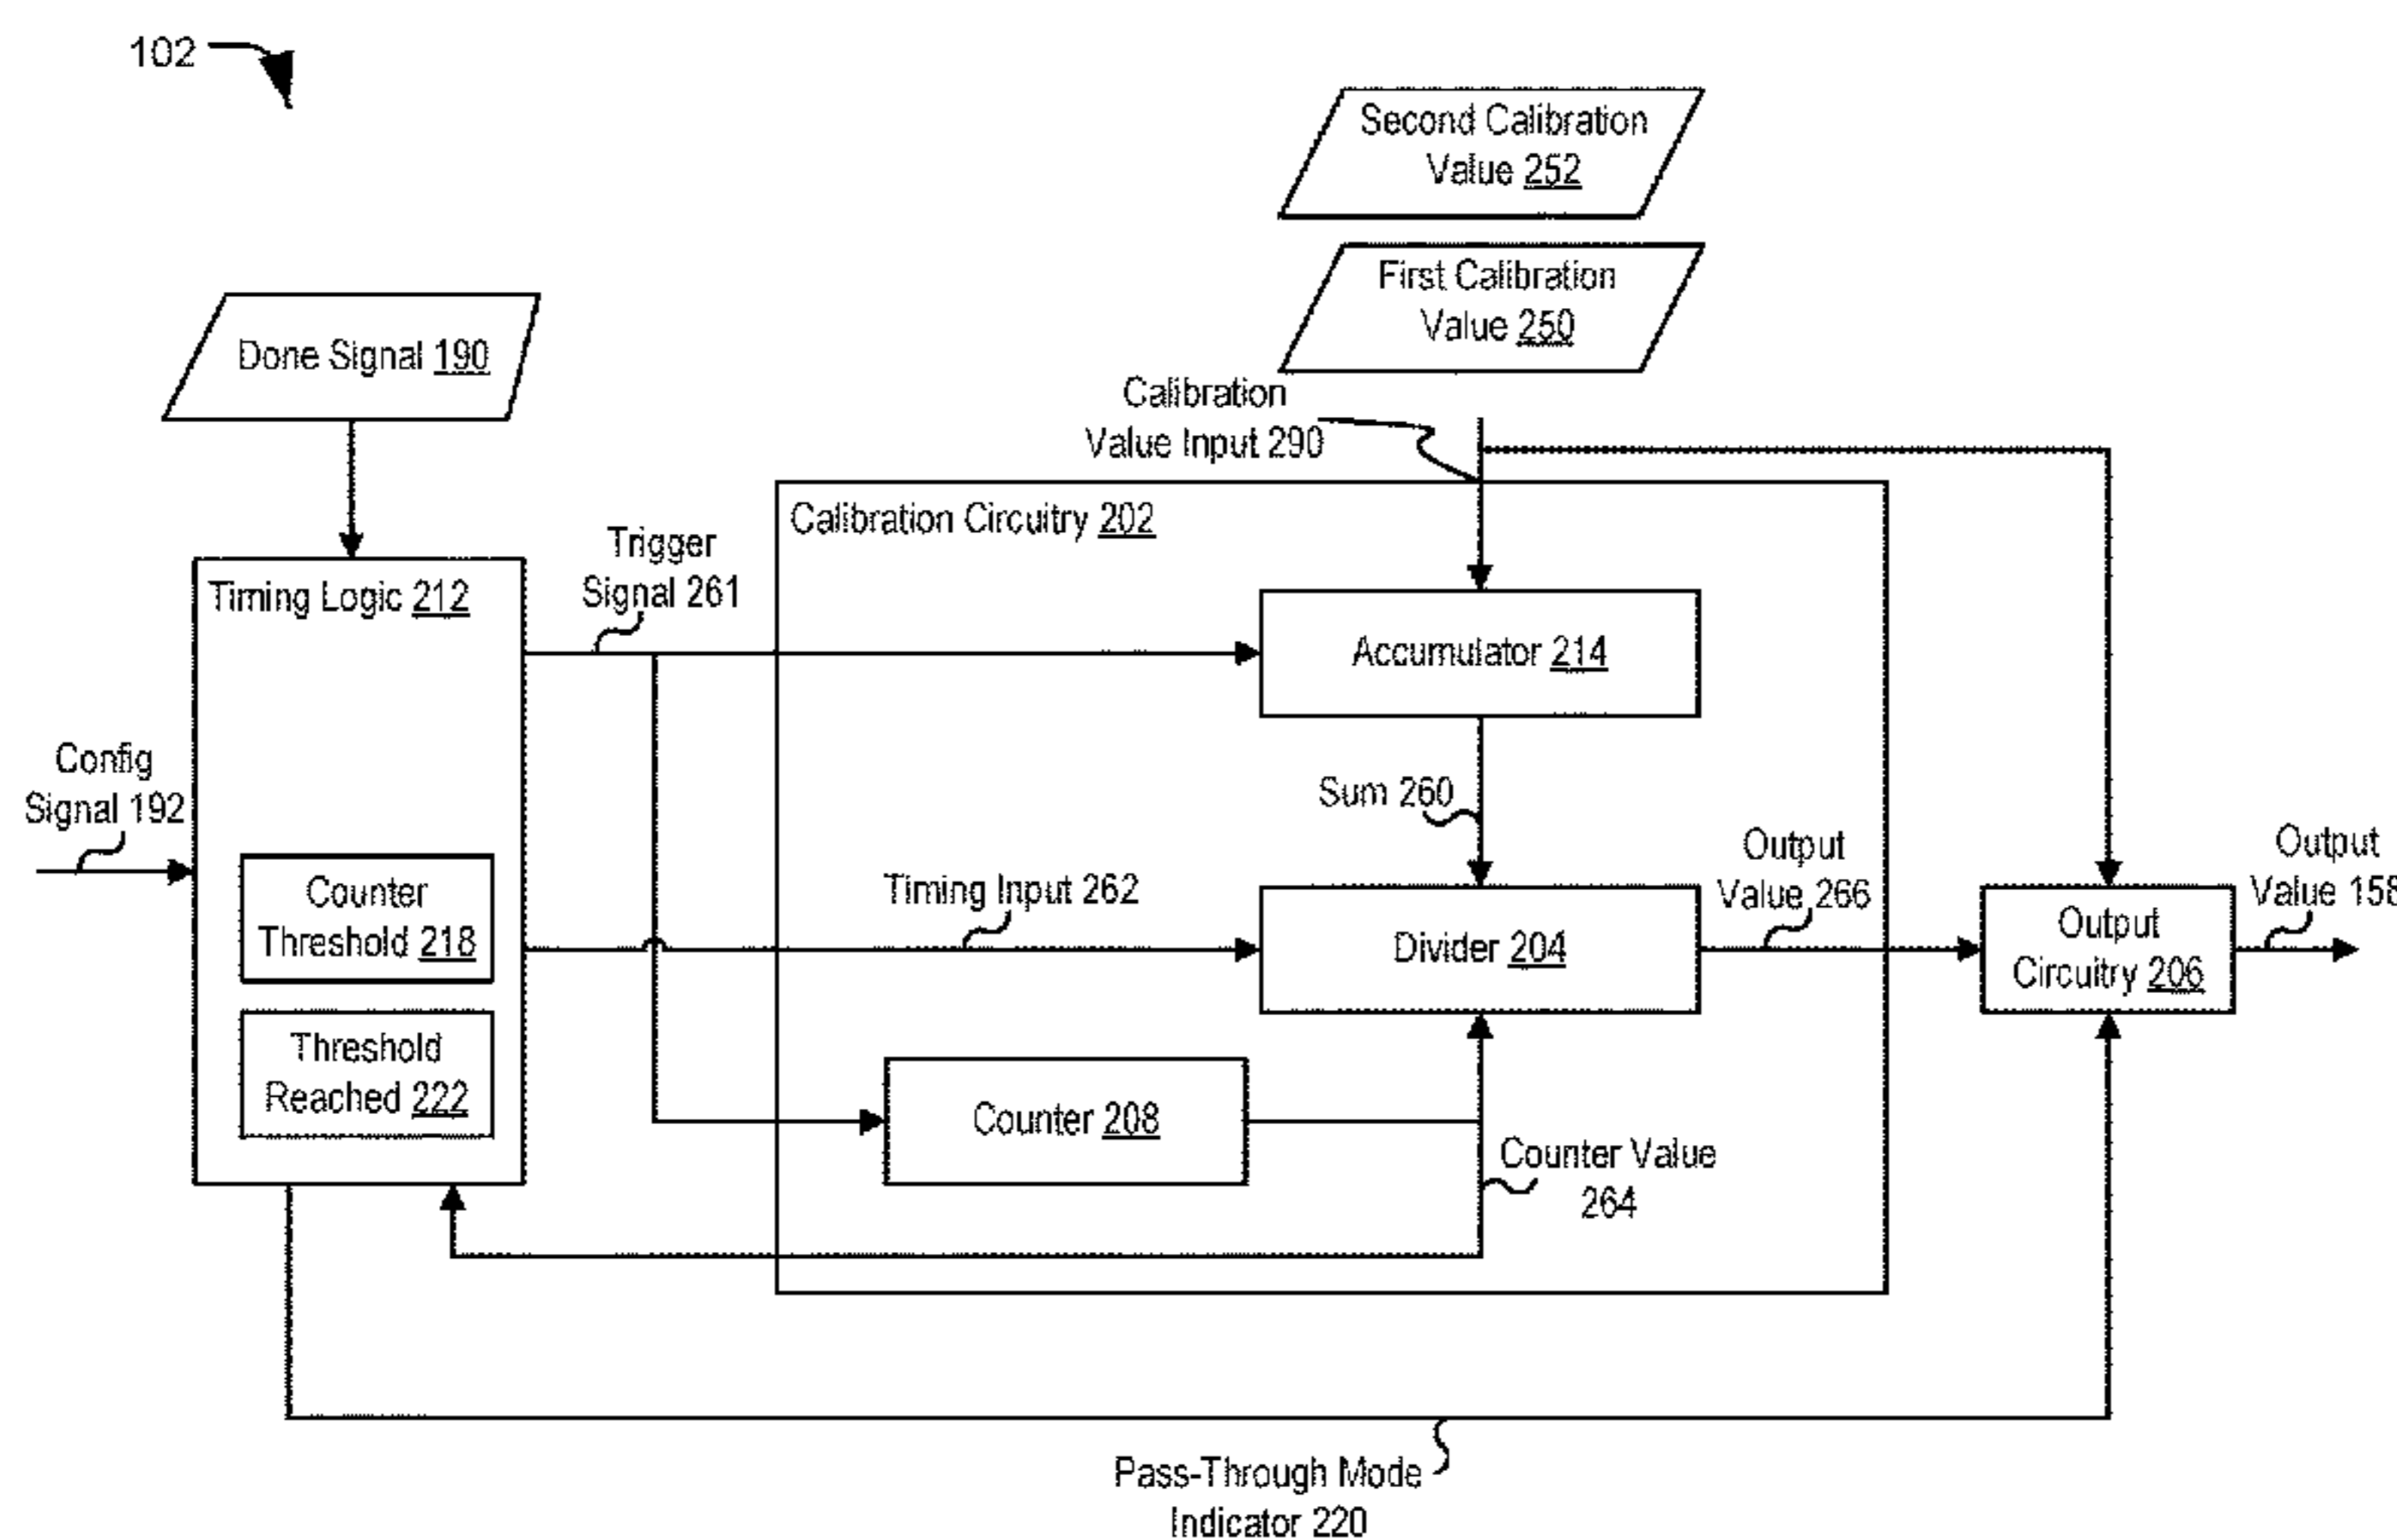 102
Second Calibration
Value 252
First Calibration
Value 250
Done Signal 190
Calibration
Value Input 290
Calibration Circuitry 202
Trigger
Signal 261
Timing Logic 212
Accumulator 214
Config
Signal 192
Sum 260
Output
Value 266
Output
Value 158
Counter
Threshold 218
Timing Input 262
Divider 204
Output
Circuitry 206
Threshold
Reached 222
Counter 208
Counter Value
264
Pass-Through Mode
Indicator 220